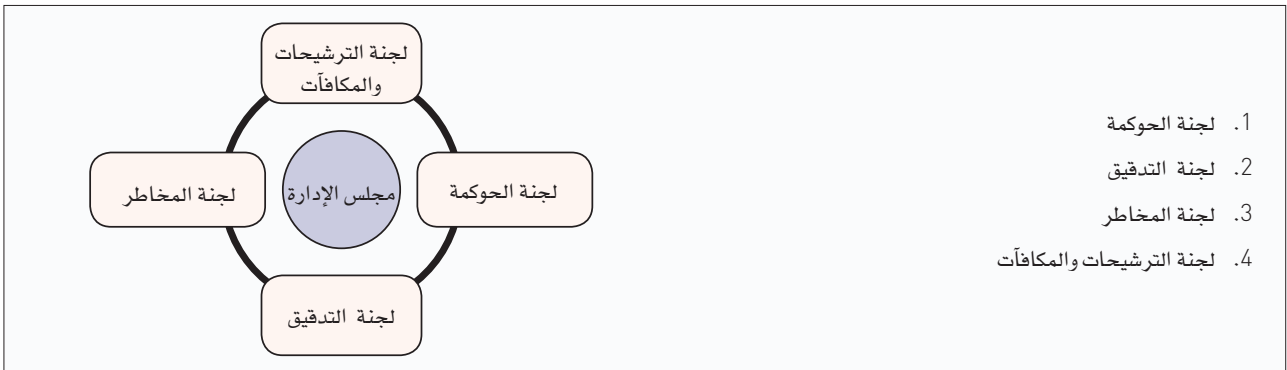 1. لجنة الحوكمة
2. لجنة التدقيق
3. لجنة المخاطر
4. لجنة الترشيحات والمكافآت
لجنة الترشيحات
والمكافآت
لجنة الحوكمة
مجلس الإدارة
لجنة المخاطر
لجنة التدقيق